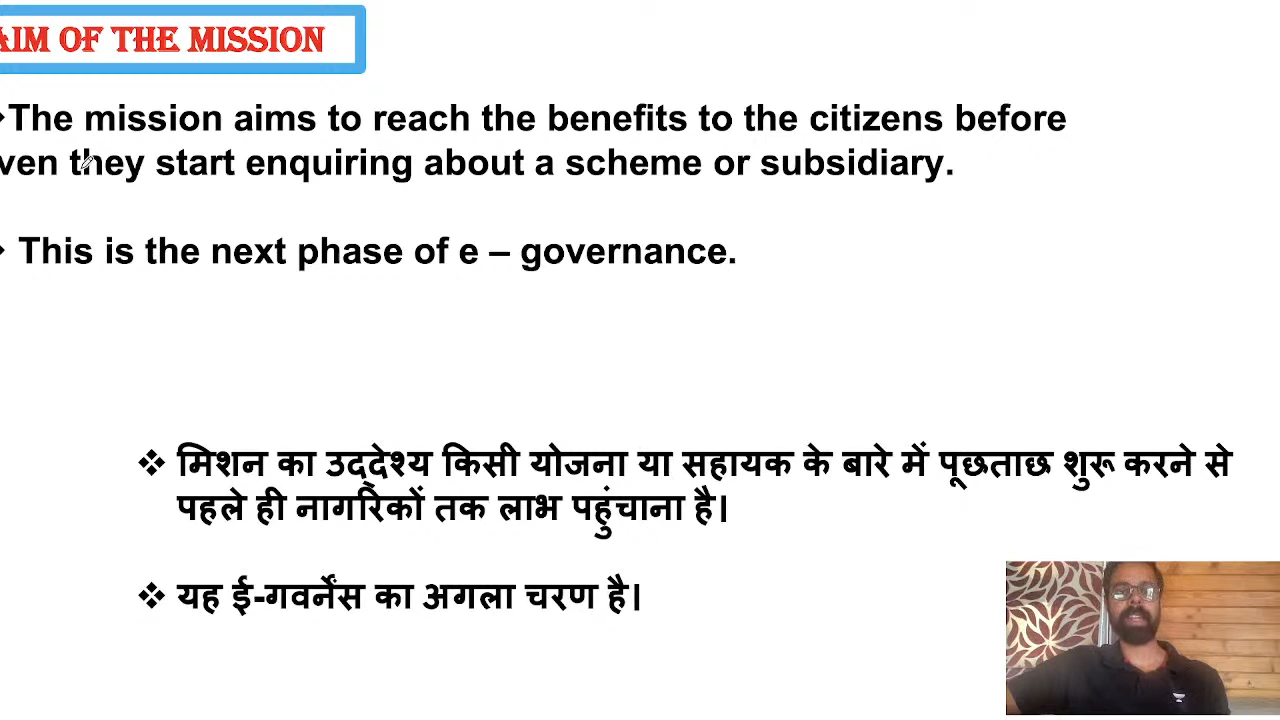 AIM OF THE MISSION
The mission aims to reach the benefits to the citizens before
ven they start enquiring about a scheme or subsidiary.
This is the next phase of e – governance.
❖ मिशन का उद्देश्य किसी योजना या सहायक के बारे में पूछताछ शुरू करने से
पहले ही नागरिकों तक लाभ पहुंचाना है।
❖ यह ई-गवर्नेंस का अगला चरण है।